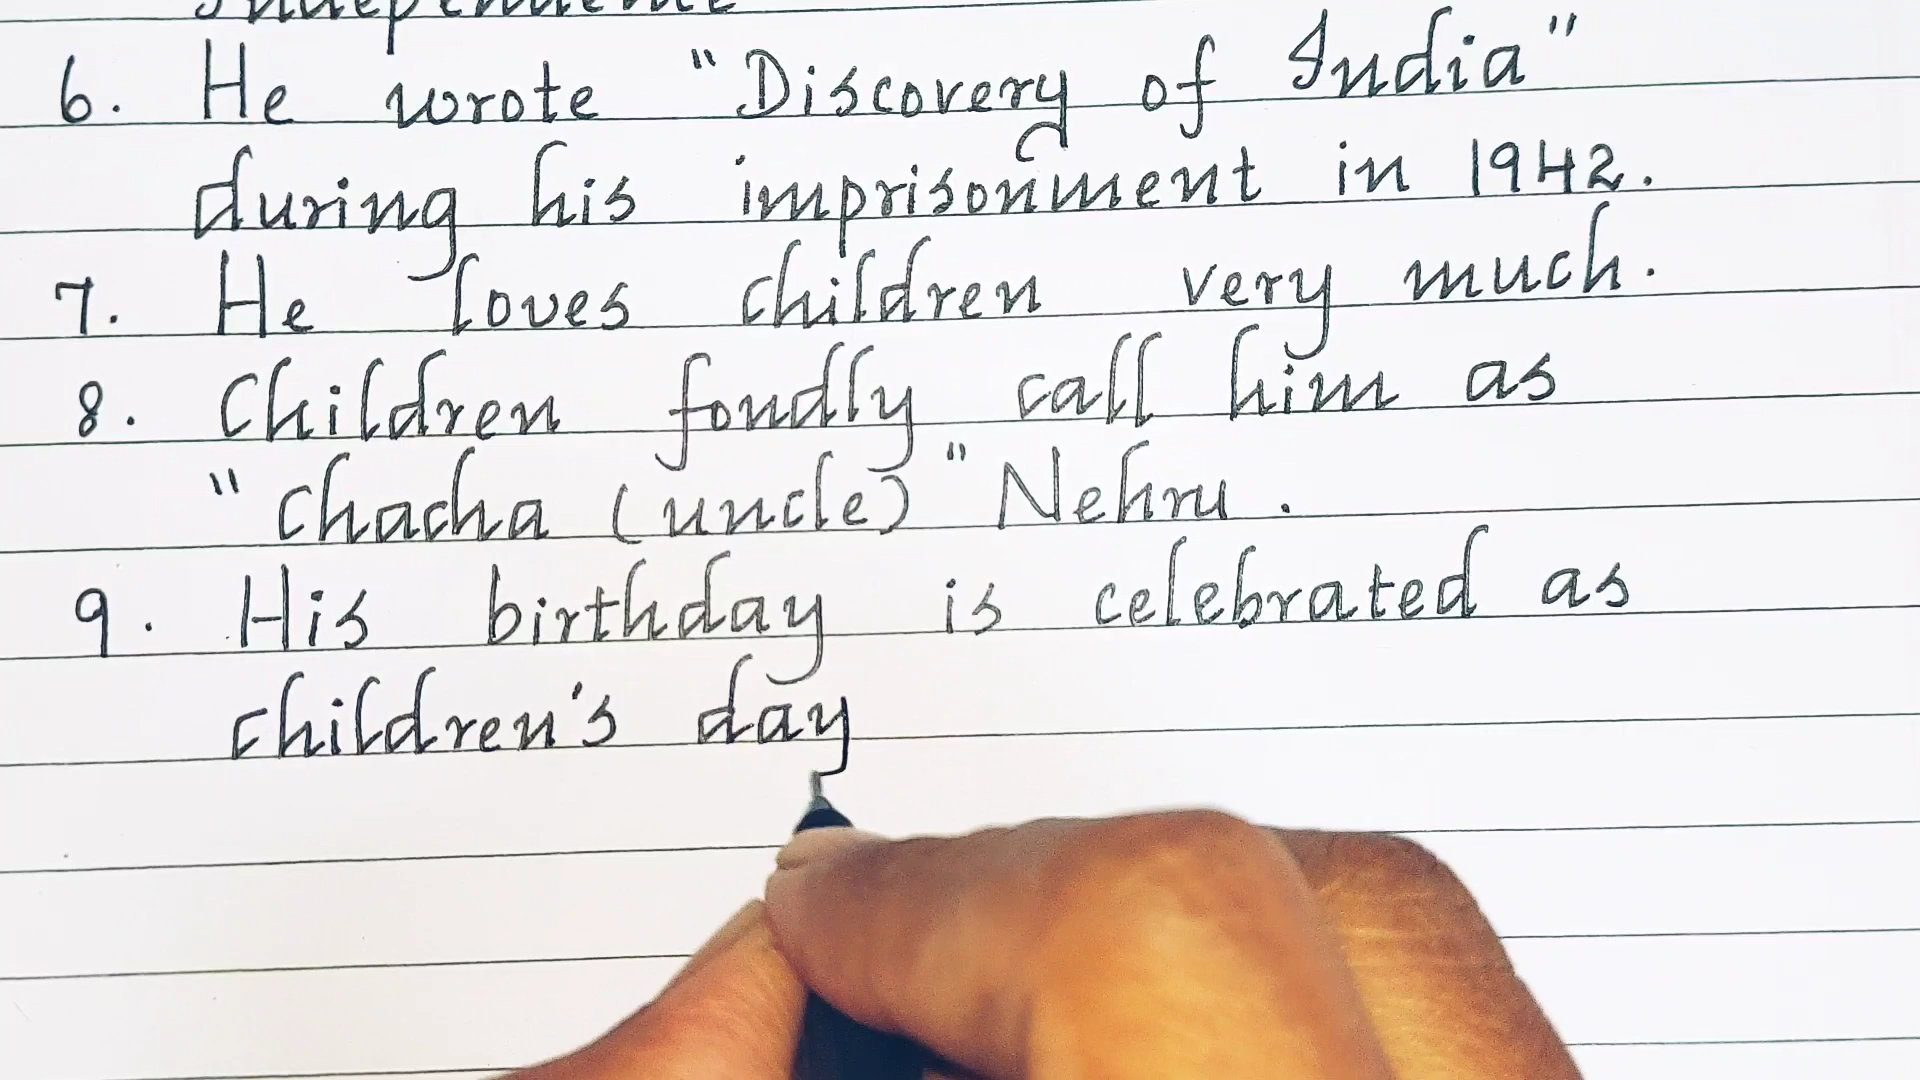 Independence
6. He wrote "Discovery of India"
during his imprisonment in 1942.
7. He loves children very much.
8. Children fondly call him as
"chacha (uncle)" Nehru.
9. His birthday is celebrated as
children's day